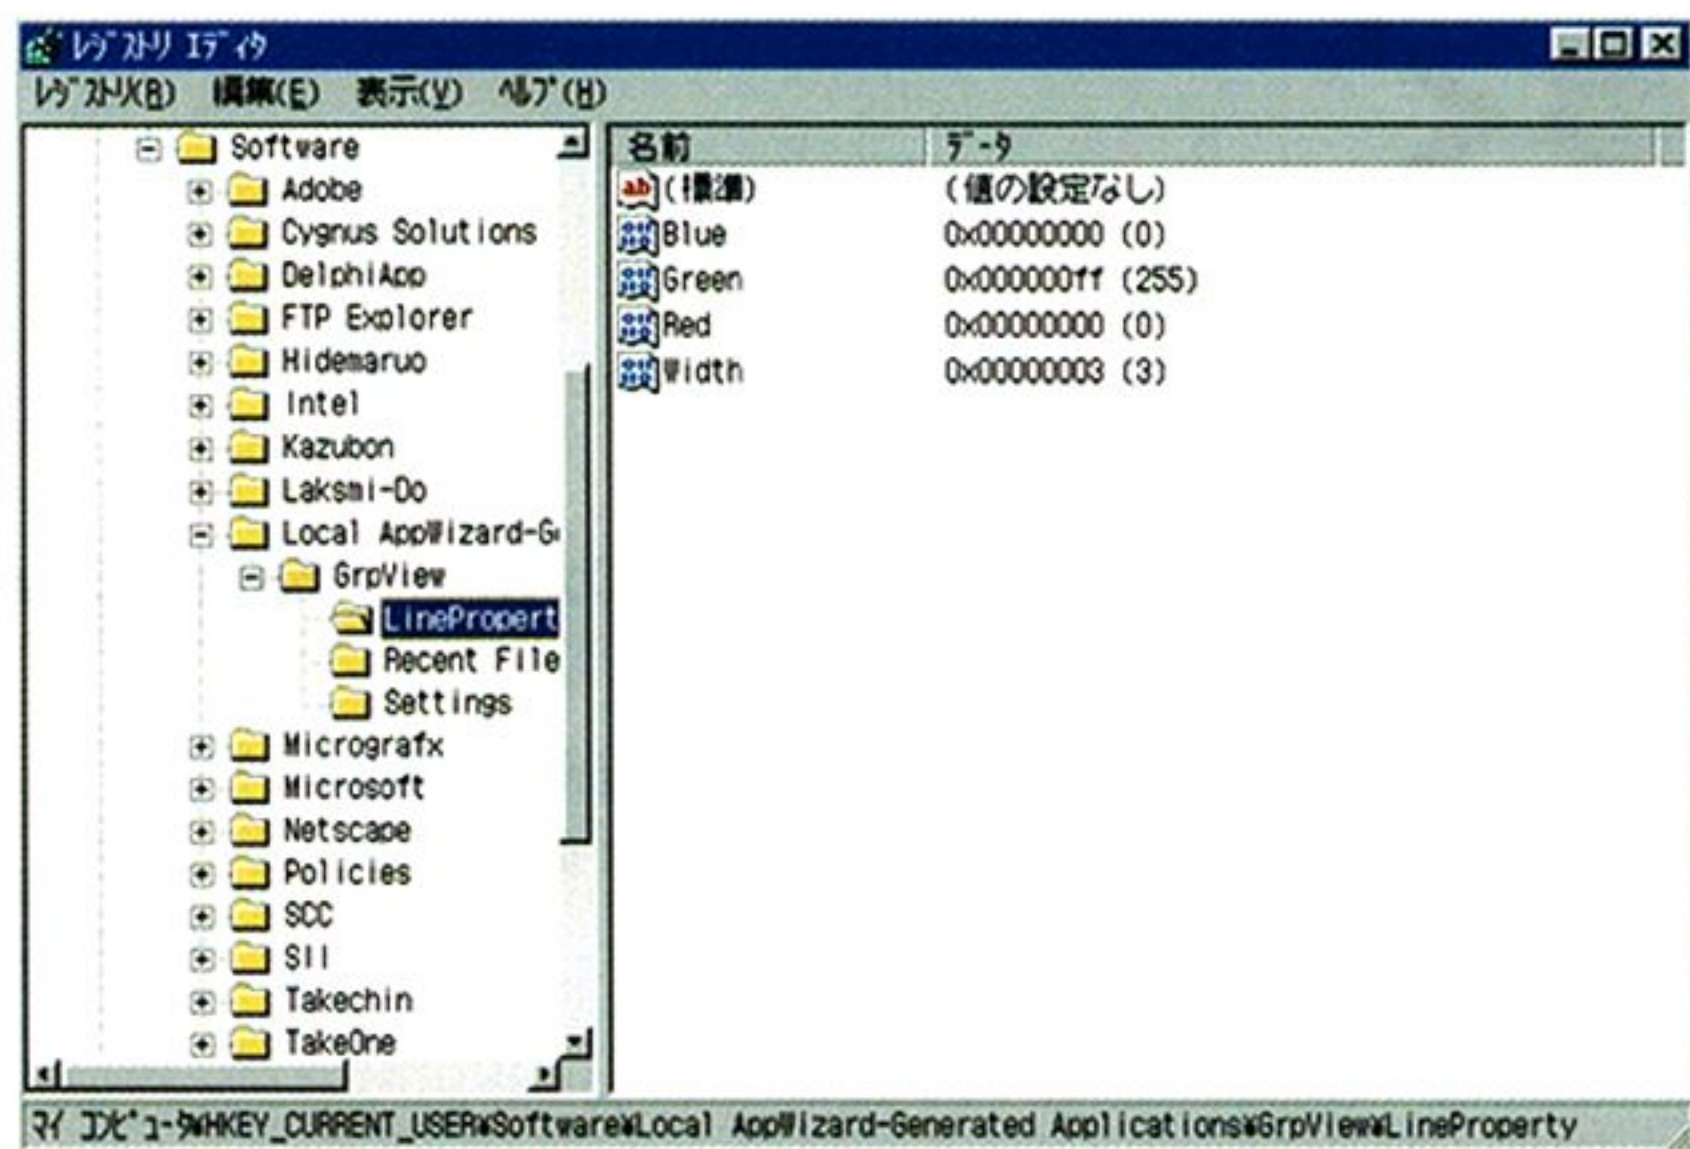 レジストリ エディタ
レジストリ(R) 編集(E) 表示(V) ヘルプ(H)
Software
Adobe
Cygnus Solutions
DelphiApp
FTP Explorer
Hidemaruo
Intel
Kazubon
Laksmi-Do
Local AppWizard-Ge
GrpView
LinePropert
Recent File
Settings
Micrografx
Microsoft
Netscape
Policies
SCC
SII
Takechin
TakeOne
名前 データ
(標準) (値の設定なし)
Blue 0x00000000 (0)
Green 0x000000ff (255)
Red 0x00000000 (0)
Width 0x00000003 (3)
マイ コンピュータ¥HKEY_CURRENT_USER¥Software¥Local AppWizard-Generated Applications¥GrpView¥LineProperty